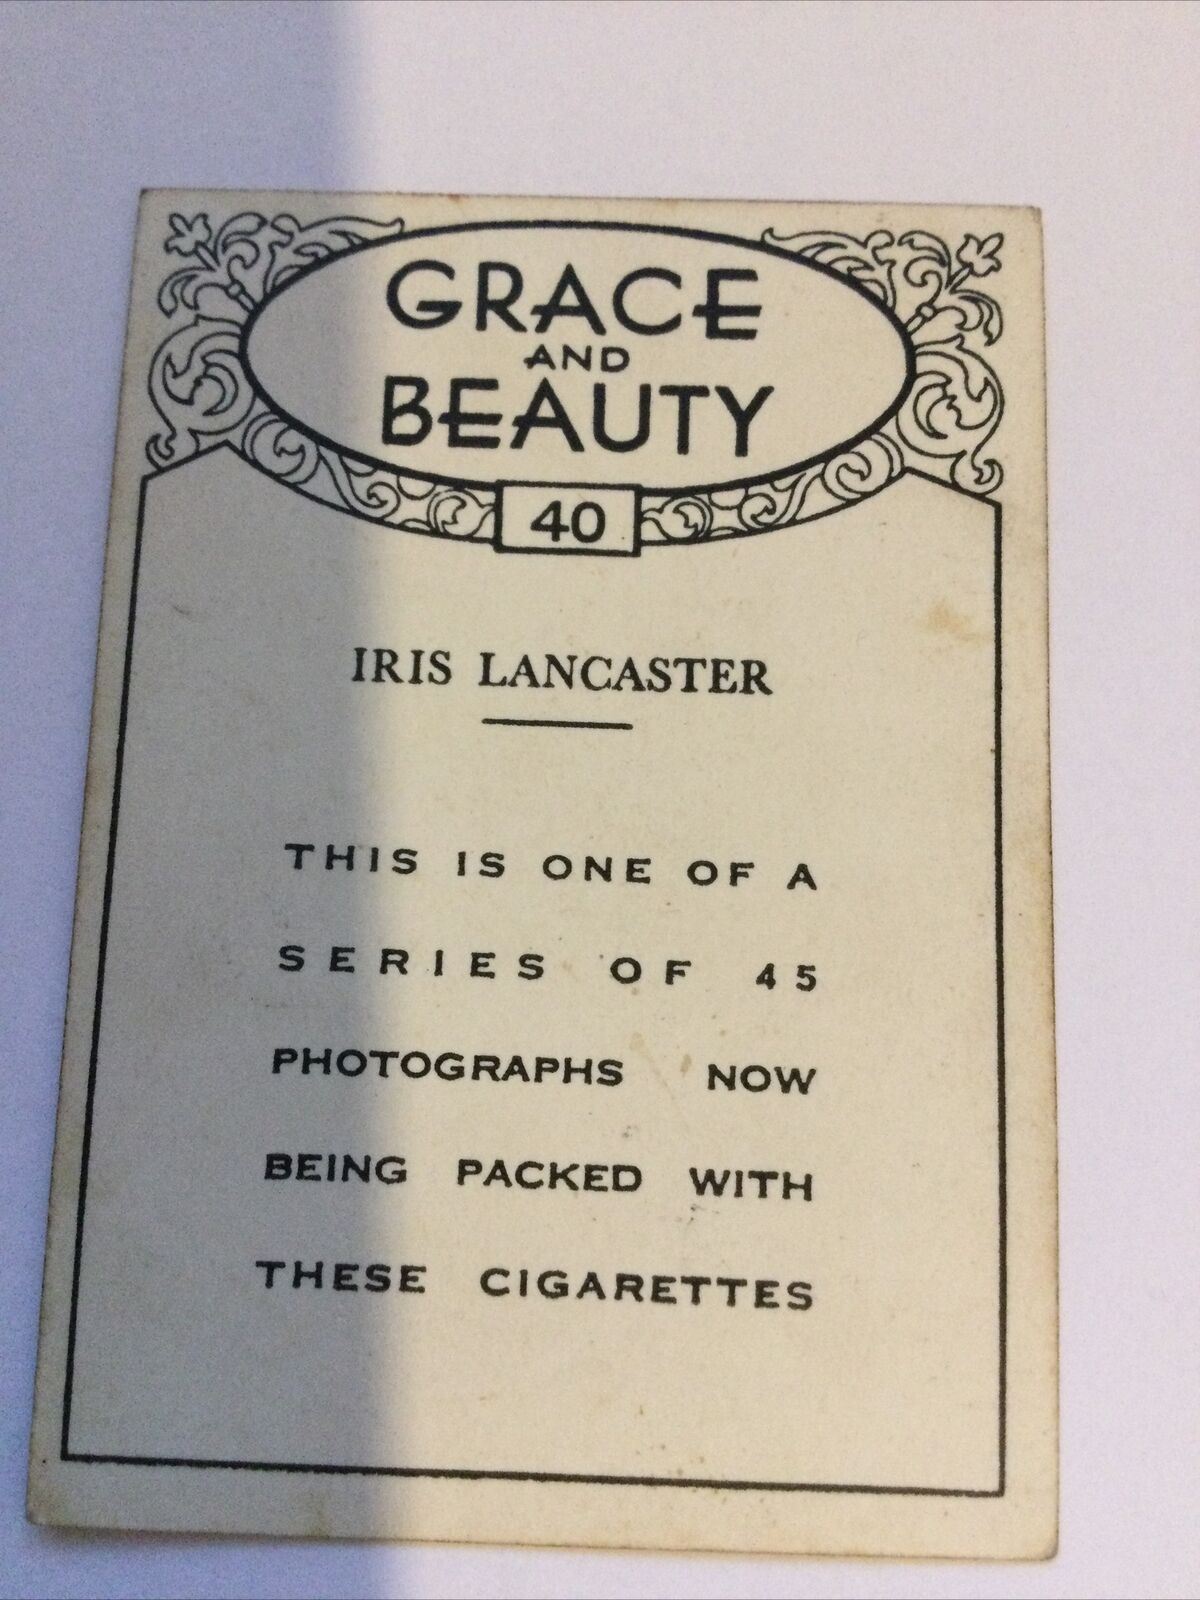 GRACE
AND
BEAUTY
40
IRIS LANCASTER
THIS IS ONE OF A
SERIES OF 45
PHOTOGRAPHS NOW
BEING PACKED WITH
THESE CIGARETTES